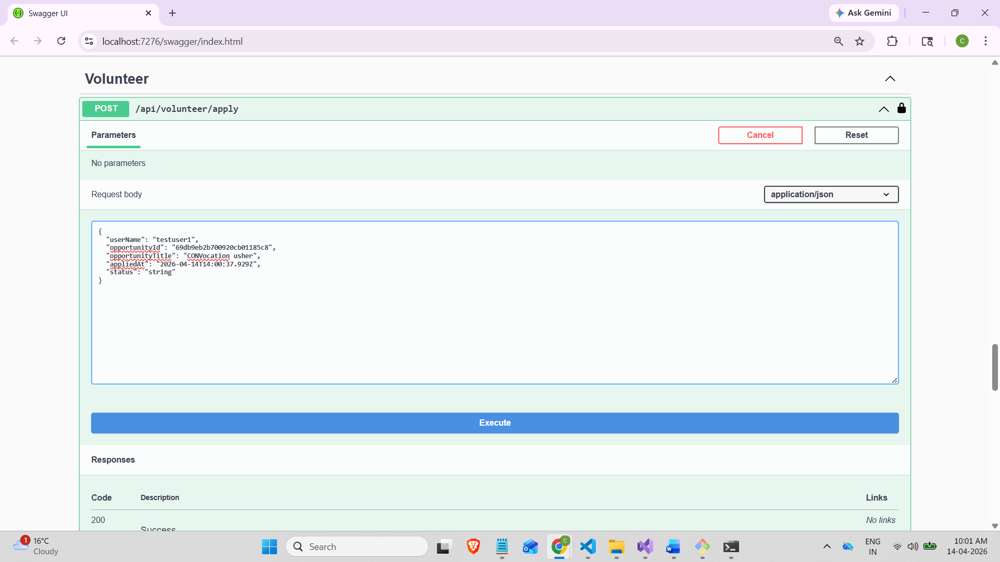 Swagger UI
Ask Gemini
localhost:7276/swagger/index.html
C
Volunteer
POST /api/volunteer/apply
Parameters
Cancel
Reset
No parameters
Request body
application/json
{
"userName": "testuser1",
"opportunityId": "69db9eb2b700920cb01185c8",
"opportunityTitle": "CONVocation usher",
"appliedAt": "2026-04-14T14:00:37.929Z",
"status": "string"
}
Execute
Responses
Code Description Links
200 No links
Success
1
16°C
Cloudy
Search
C
ENG
IN
10:01 AM
14-04-2026